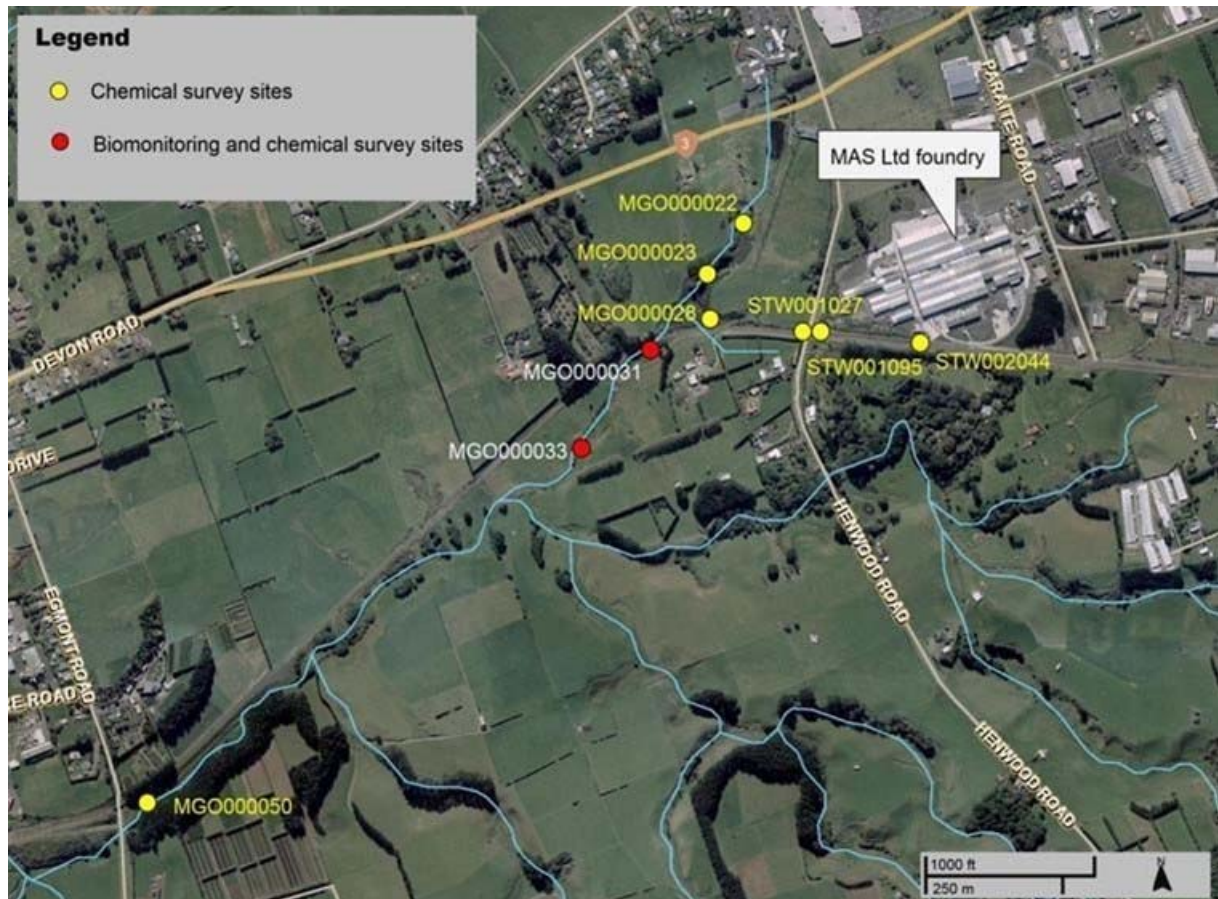 Legend
Chemical survey sites
Biomonitoring and chemical survey sites
PARAITE ROAD
MAS Ltd foundry
3
MGO000022
MGO000023
MGO000028
STW001027
STW001095
STW002044
DEVON ROAD
MGO000031
MGO000033
DRIVE
HENWOOD ROAD
EGMONT ROAD
RE ROAD
HENWOOD ROAD
MGO000050
1000 ft
250 m
N